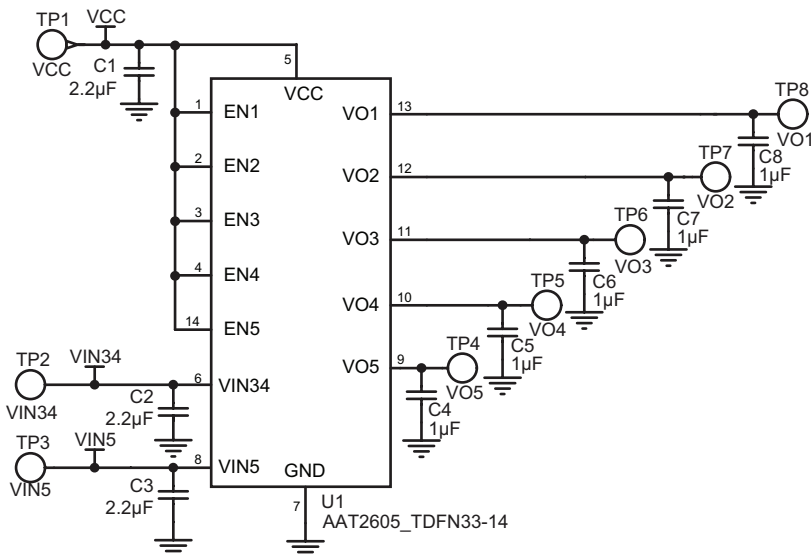 TP1
VCC
VCC
C1
2.2µF
5
VCC
1
EN1
2
EN2
3
EN3
4
EN4
14
EN5
VO1
13
TP8
VO1
C8
1µF
VO2
12
TP7
VO2
C7
1µF
VO3
11
TP6
VO3
C6
1µF
VO4
10
TP5
VO4
C5
1µF
VO5
9
TP4
VO5
C4
1µF
TP2
VIN34
VIN34
6
VIN34
C2
2.2µF
TP3
VIN5
VIN5
8
VIN5
C3
2.2µF
GND
7
U1
AAT2605_TDFN33-14